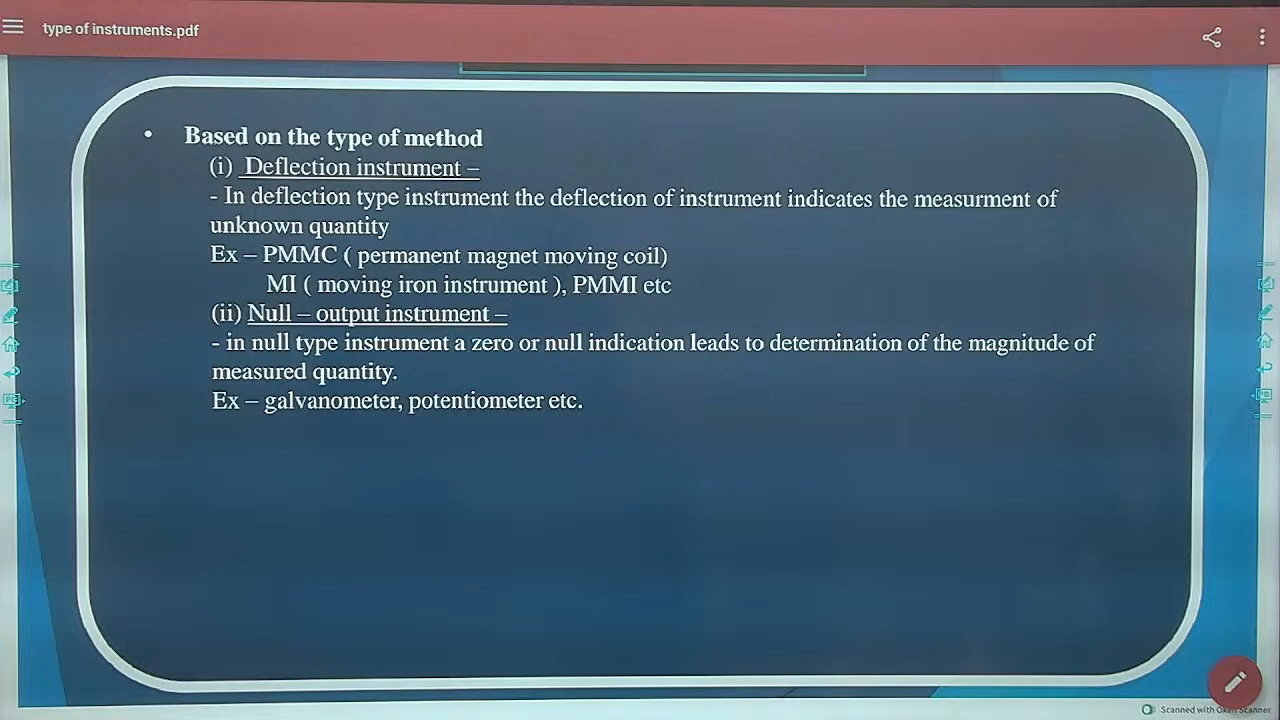 type of instruments.pdf
• Based on the type of method
(i) Deflection instrument –
- In deflection type instrument the deflection of instrument indicates the measurment of
unknown quantity
Ex – PMMC ( permanent magnet moving coil)
MI ( moving iron instrument ), PMMI etc
(ii) Null – output instrument –
- in null type instrument a zero or null indication leads to determination of the magnitude of
measured quantity.
Ex – galvanometer, potentiometer etc.
Scanned with Oken Scanner